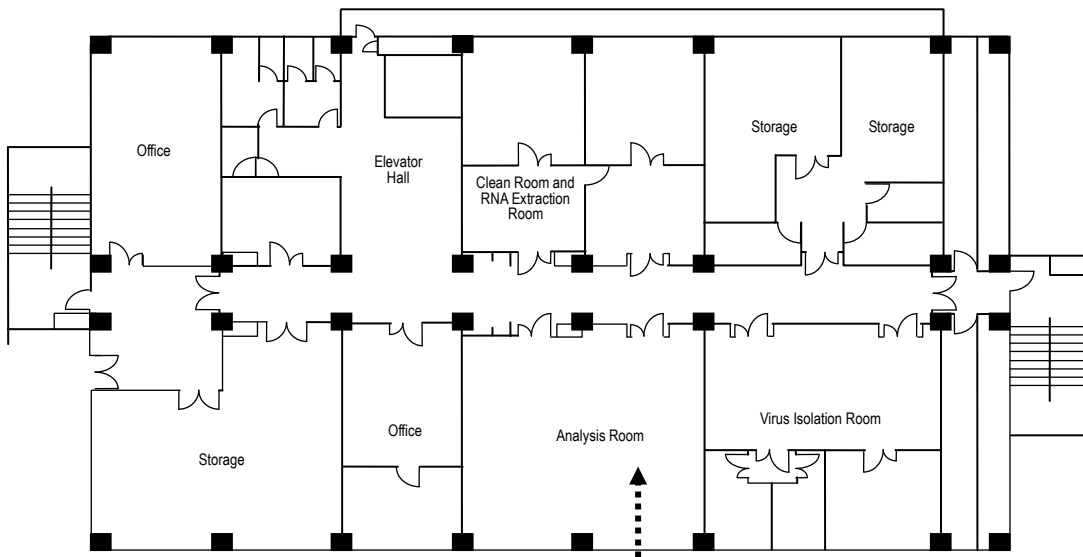 Storage
Storage
Office
Elevator
Hall
Clean Room and
RNA Extraction
Room
Virus Isolation Room
Office
Analysis Room
Storage